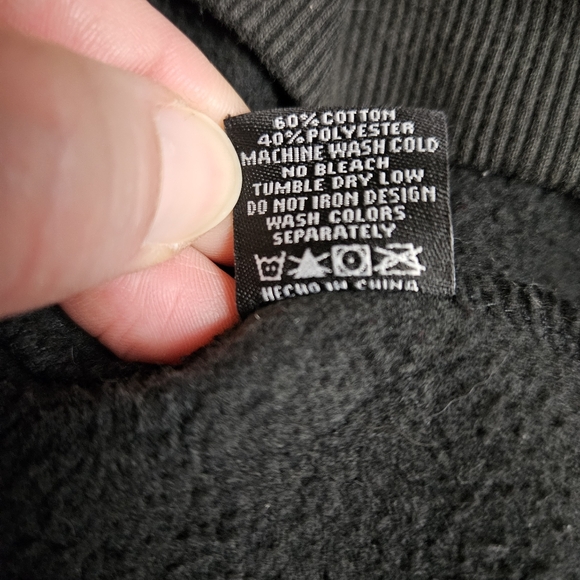 60% COTTON
40% POLYESTER
MACHINE WASH COLD
NO BLEACH
TUMBLE DRY LOW
DO NOT IRON DESIGN
WASH COLORS
SEPARATELY
HECHO IN CHINA